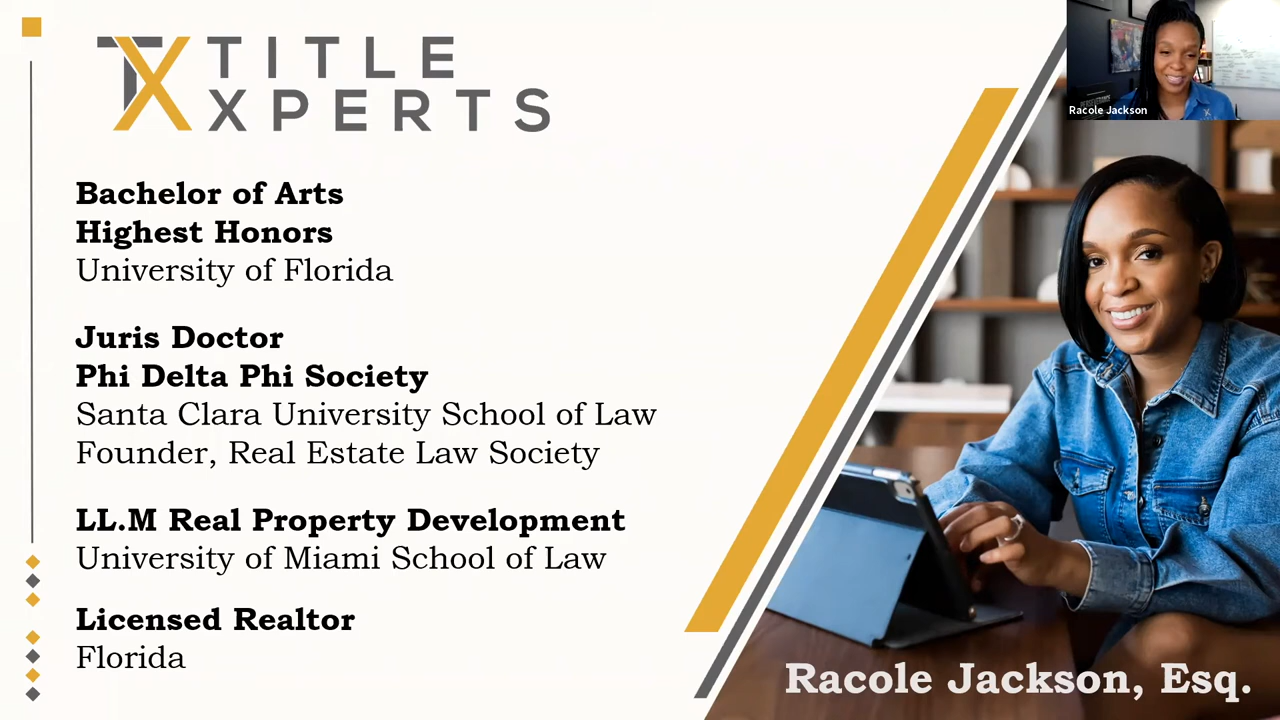 TITLE
XPERTS
Racole Jackson
Bachelor of Arts
Highest Honors
University of Florida
Juris Doctor
Phi Delta Phi Society
Santa Clara University School of Law
Founder, Real Estate Law Society
LL.M Real Property Development
University of Miami School of Law
Licensed Realtor
Florida
Racole Jackson, Esq.